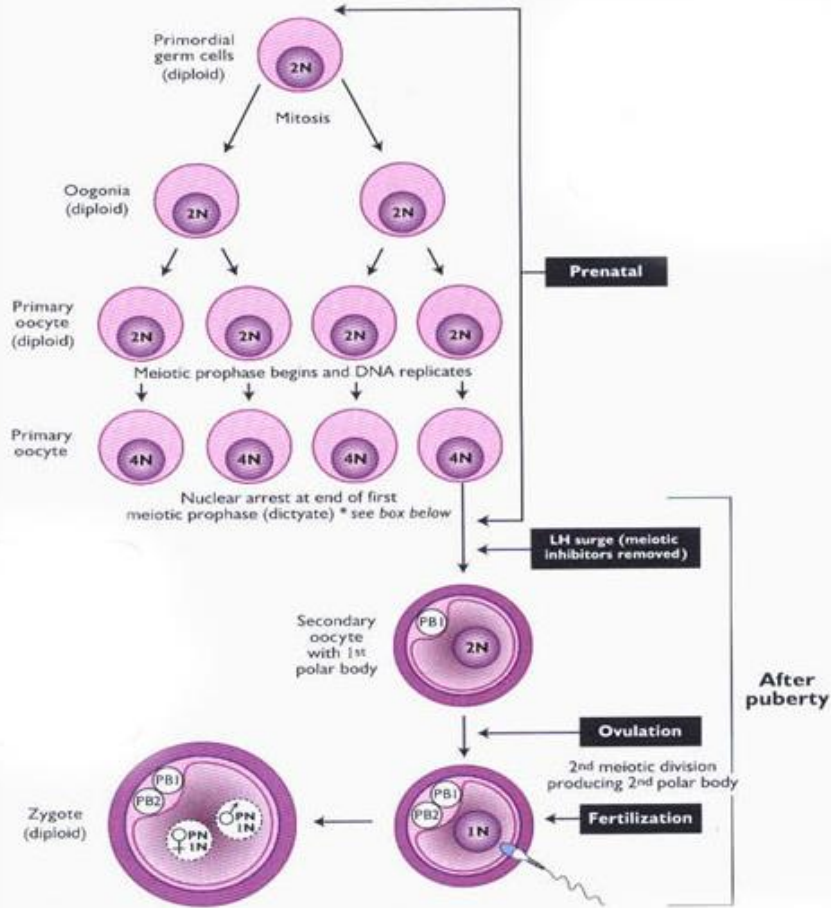 Primordial
germ cells
(diploid)
2N
Mitosis
Oogonia
(diploid)
2N
2N
Prenatal
Primary
oocyte
(diploid)
2N
2N
2N
2N
Meiotic prophase begins and DNA replicates
Primary
oocyte
4N
4N
4N
4N
Nuclear arrest at end of first
meiotic prophase (dictyate) * see box below
LH surge (meiotic
inhibitors removed)
Secondary
oocyte
with 1st
polar body
PB1
2N
After
puberty
Ovulation
2nd meiotic division
producing 2nd polar body
Fertilization
PB1
PB2
1N
Zygote
(diploid)
PB1
PB2
♂PN
1N
♀PN
1N